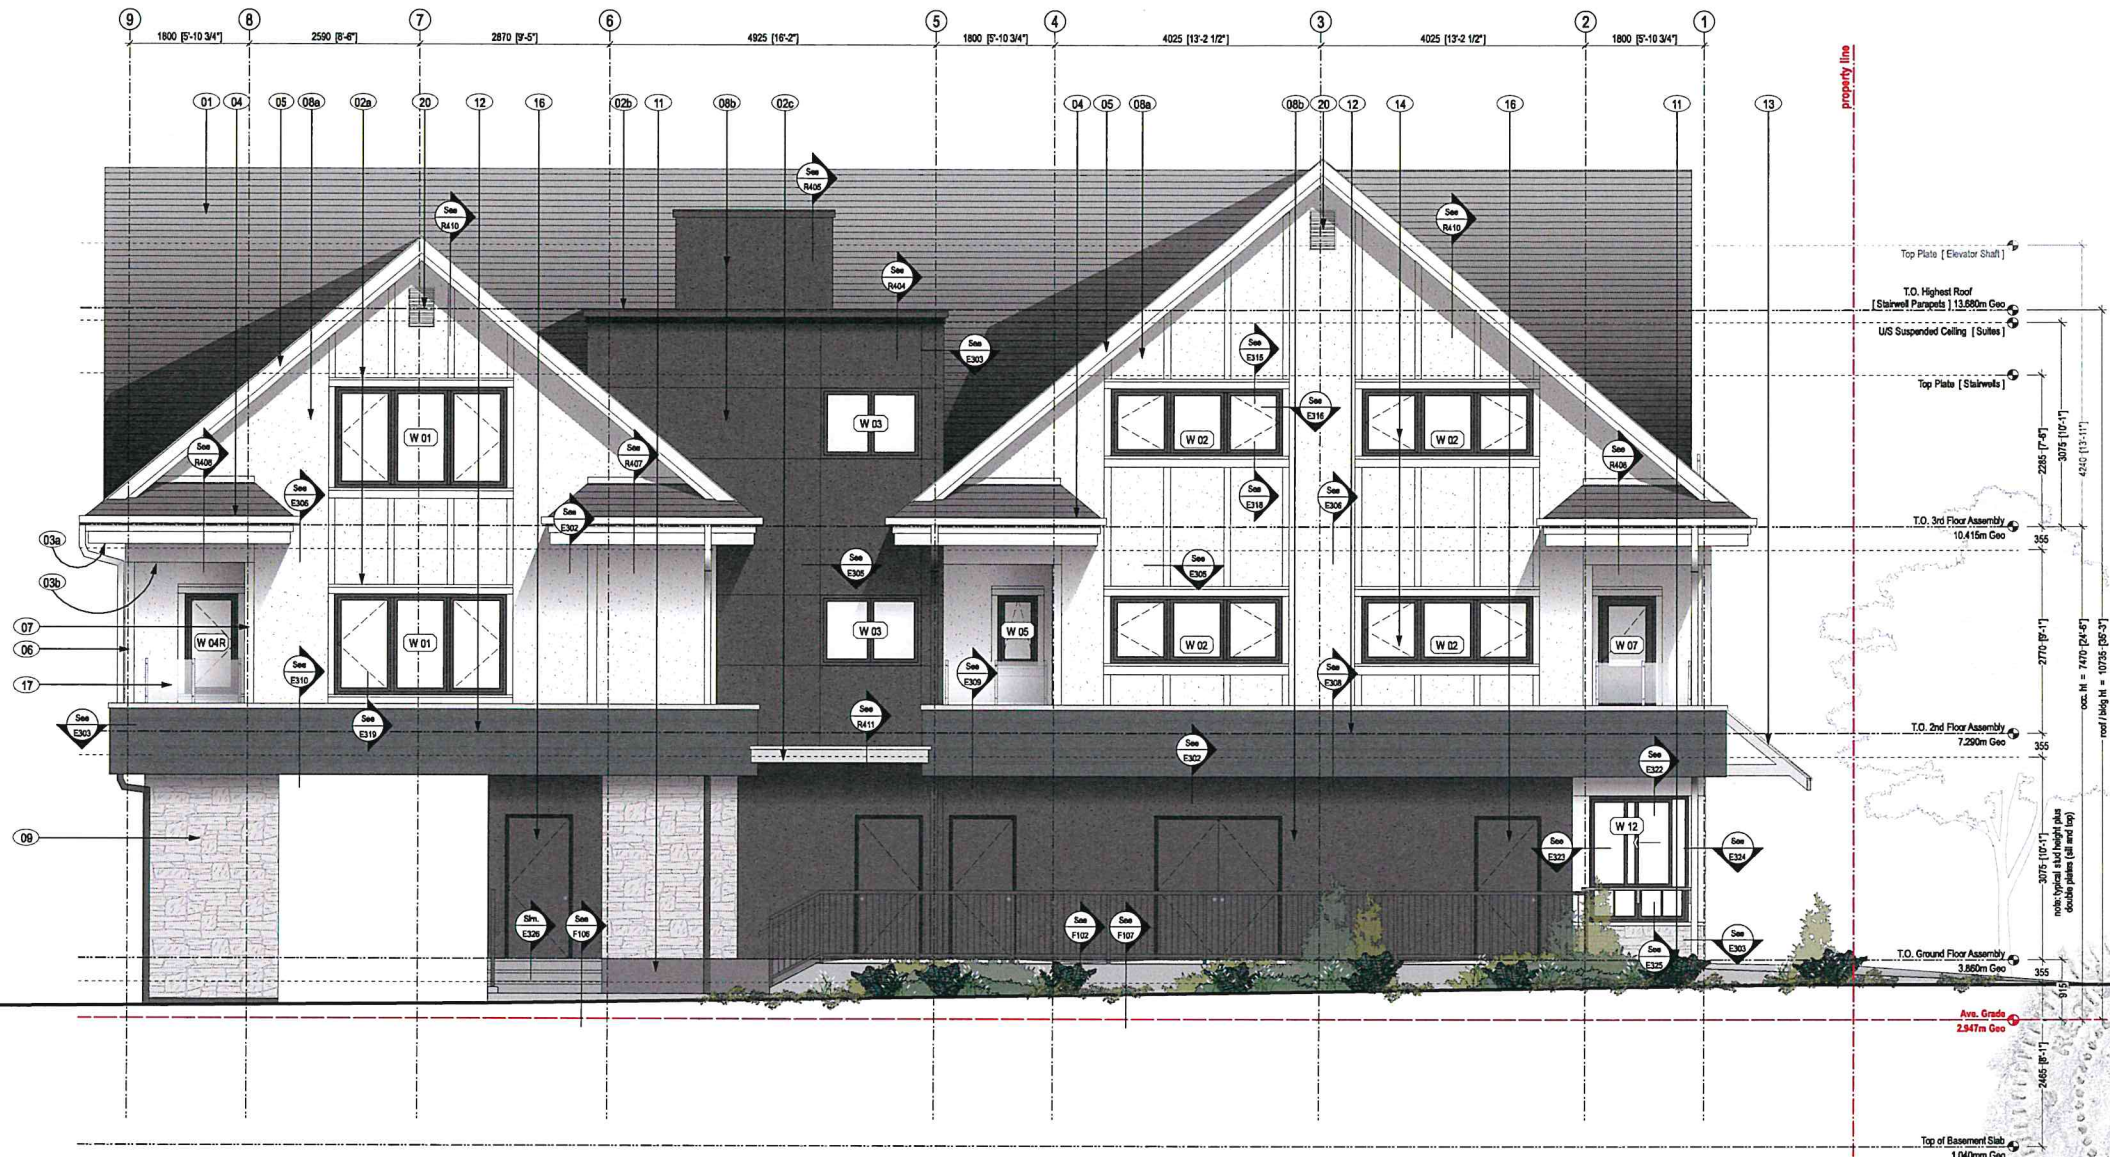 9 8 7 6 5 4 3 2 1
1800 [5'-10 3/4"] 2590 [8'-6"] 2870 [9'-5"] 4925 [16'-2"] 1800 [5'-10 3/4"] 4025 [13'-2 1/2"] 4025 [13'-2 1/2"] 1800 [5'-10 3/4"]
property line
01 04 05 08a 02a 20 12 16 02b 11 08b 02c 04 05 08a 08b 20 12 14 16 11 13
See
R405
See
R410
See
R410
See
R404
Top Plate [ Elevator Shaft ]
T.O. Highest Roof
[ Stairwell Parapets ] 13.680m Geo
U/S Suspended Ceiling [ Suites ]
See
E303
See
E315
Top Plate [ Stairwells ]
See
E316
W 01
W 03
W 02
W 02
See
R408
See
R407
See
R408
See
E306
See
E318
See
E306
See
E302
2285 [7'-6"]
3075 [10'-1"]
4240 [13'-11"]
T.O. 3rd Floor Assembly
10.415m Geo
355
03a
03b
See
E305
See
E305
07
06
17
W 04R
W 01
W 03
W 05
W 02
W 02
W 07
See
E310
See
E309
See
E308
2770 [9'-1"]
occ. ht = 7470 [24'-6"]
roof / bldg ht = 10735 [35'-3"]
See
E303
See
E319
See
R411
T.O. 2nd Floor Assembly
7.290m Geo
355
See
E302
See
E322
09
W 12
See
E323
See
E324
3075 [10'-1"]
note: typical stud height plus
double plates (sill and top)
Sim.
E326
See
F106
See
F102
See
F107
See
E303
See
E325
T.O. Ground Floor Assembly
3.860m Geo
355
915
Ave. Grade
2.947m Geo
2465 [8'-1"]
Top of Basement Slab
1.040mm Geo